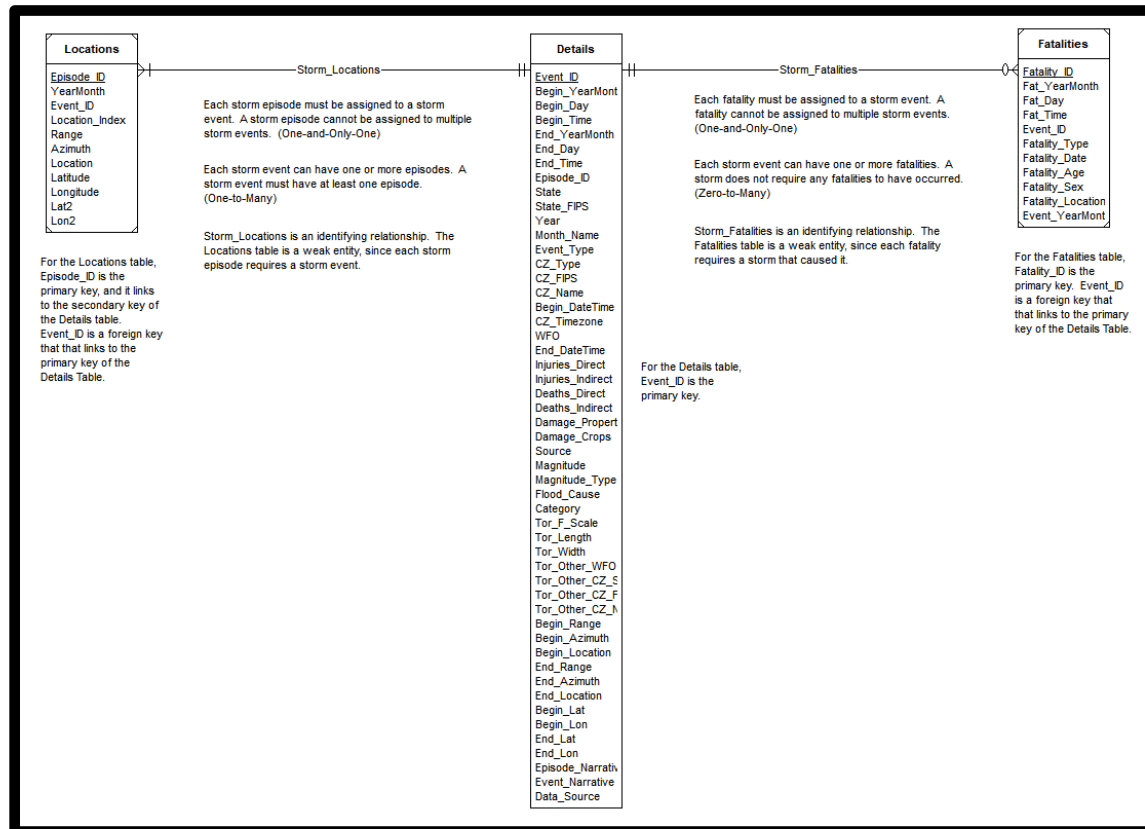 Locations
Episode_ID
YearMonth
Event_ID
Location_Index
Range
Azimuth
Location
Latitude
Longitude
Lat2
Lon2
For the Locations table,
Episode_ID is the
primary key, and it links
to the secondary key of
the Details table.
Event_ID is a foreign key
that that links to the
primary key of the
Details Table.
Storm_Locations
Each storm episode must be assigned to a storm
event. A storm episode cannot be assigned to multiple
storm events. (One-and-Only-One)
Each storm event can have one or more episodes. A
storm event must have at least one episode.
(One-to-Many)
Storm_Locations is an identifying relationship. The
Locations table is a weak entity, since each storm
episode requires a storm event.
Details
Event_ID
Begin_YearMont
Begin_Day
Begin_Time
End_YearMonth
End_Day
End_Time
Episode_ID
State
State_FIPS
Year
Month_Name
Event_Type
CZ_Type
CZ_FIPS
CZ_Name
Begin_DateTime
CZ_Timezone
WFO
End_DateTime
Injuries_Direct
Injuries_Indirect
Deaths_Direct
Deaths_Indirect
Damage_Propert
Damage_Crops
Source
Magnitude
Magnitude_Type
Flood_Cause
Category
Tor_F_Scale
Tor_Length
Tor_Width
Tor_Other_WFO
Tor_Other_CZ_S
Tor_Other_CZ_F
Tor_Other_CZ_N
Begin_Range
Begin_Azimuth
Begin_Location
End_Range
End_Azimuth
End_Location
Begin_Lat
Begin_Lon
End_Lat
End_Lon
Episode_Narrativ
Event_Narrative
Data_Source
Storm_Fatalities
Each fatality must be assigned to a storm event. A
fatality cannot be assigned to multiple storm events.
(One-and-Only-One)
Each storm event can have one or more fatalities. A
storm does not require any fatalities to have occurred.
(Zero-to-Many)
Storm_Fatalities is an identifying relationship. The
Fatalities table is a weak entity, since each fatality
requires a storm that caused it.
For the Details table,
Event_ID is the
primary key.
Fatalities
Fatality_ID
Fat_YearMonth
Fat_Day
Fat_Time
Event_ID
Fatality_Type
Fatality_Date
Fatality_Age
Fatality_Sex
Fatality_Location
Event_YearMont
For the Fatalities table,
Fatality_ID is the
primary key. Event_ID
is a foreign key that
that links to the primary
key of the Details Table.